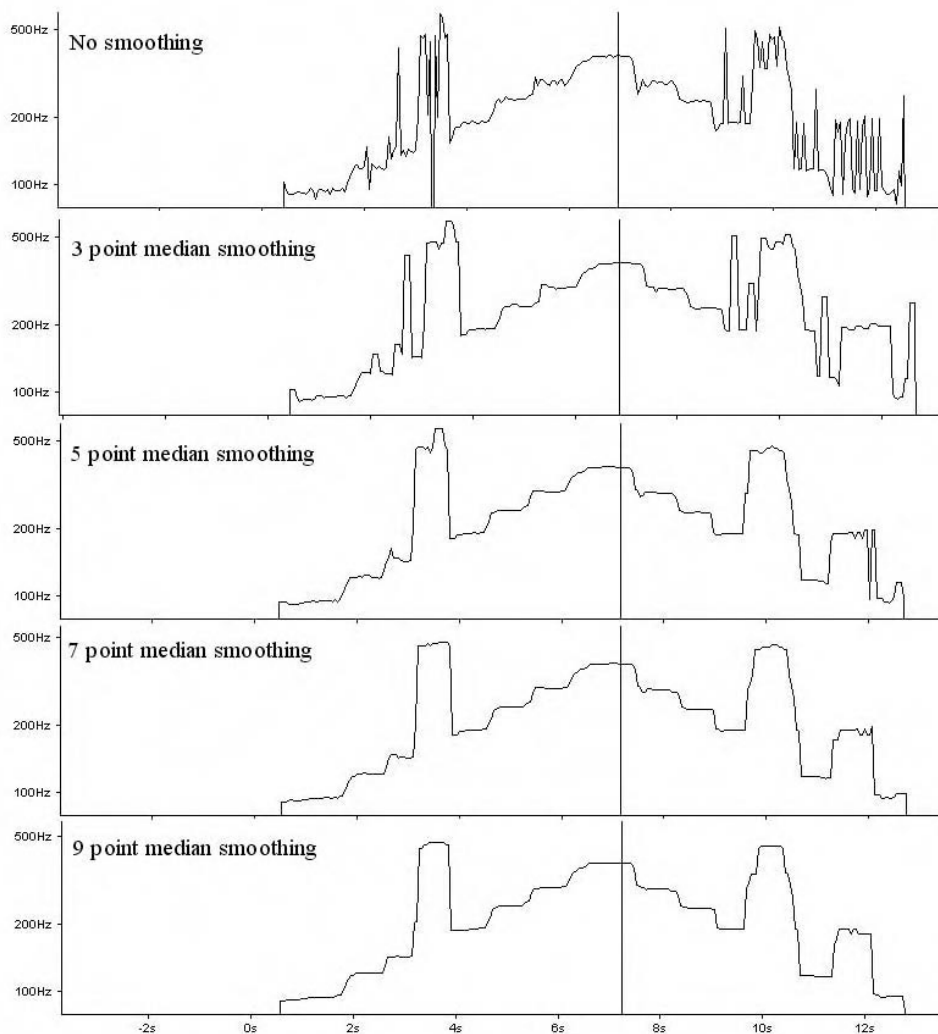 500Hz
No smoothing
200Hz
100Hz
500Hz
3 point median smoothing
200Hz
100Hz
500Hz
5 point median smoothing
200Hz
100Hz
500Hz
7 point median smoothing
200Hz
100Hz
500Hz
9 point median smoothing
200Hz
100Hz
-2s 0s 2s 4s 6s 8s 10s 12s